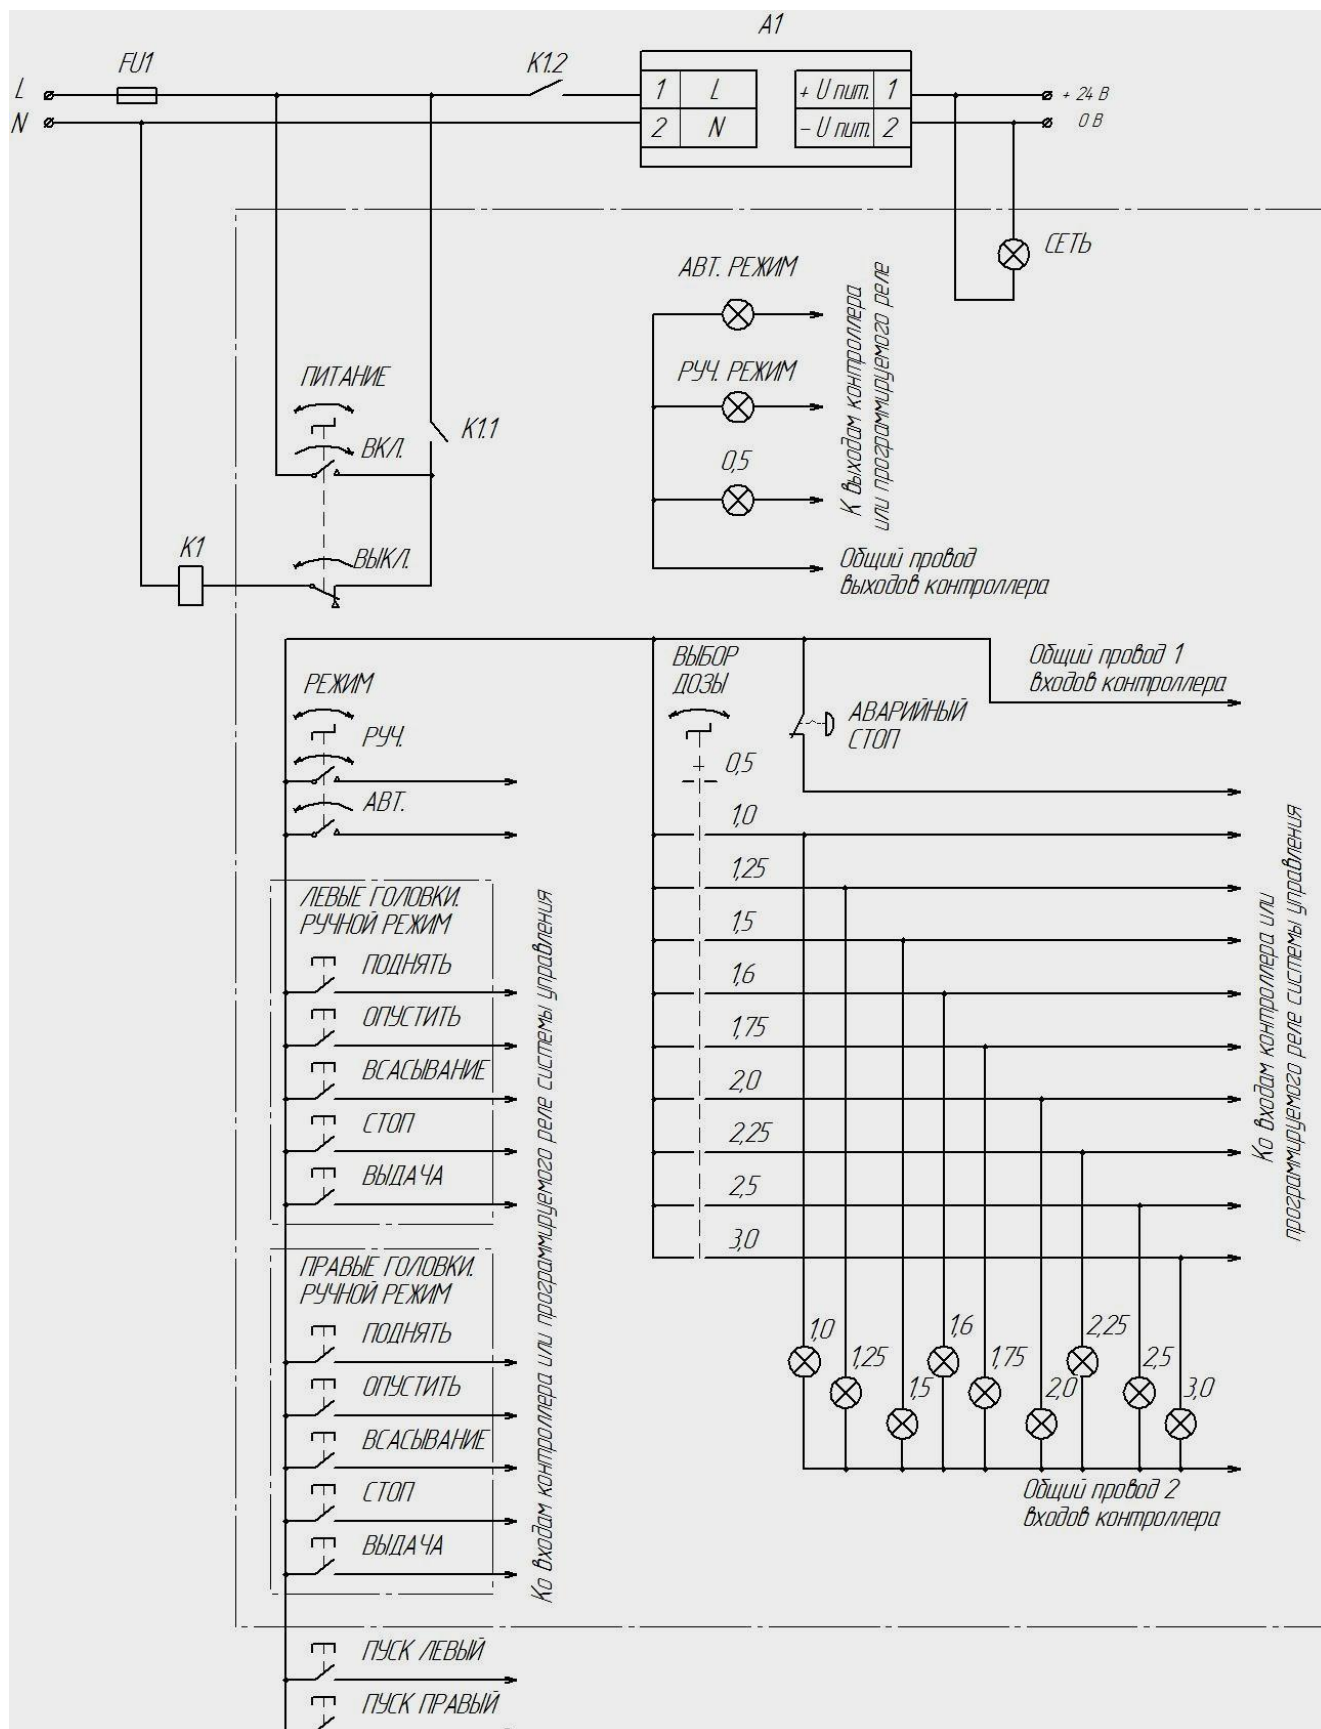 A1
FU1
K1.2
L
1 L
+ U пит. 1
+ 24 В
N
2 N
- U пит. 2
0 В
СЕТЬ
АВТ. РЕЖИМ
РУЧ. РЕЖИМ
0,5
К выходам контроллера
или программируемого реле
Общий провод
выходов контроллера
ПИТАНИЕ
ВКЛ.
K1.1
K1
ВЫКЛ.
РЕЖИМ
РУЧ.
АВТ.
ВЫБОР
ДОЗЫ
АВАРИЙНЫЙ
СТОП
Общий провод 1
входов контроллера
0,5
1,0
1,25
1,5
1,6
1,75
2,0
2,25
2,5
3,0
Ко входам контроллера или
программируемого реле системы управления
ЛЕВЫЕ ГОЛОВКИ.
РУЧНОЙ РЕЖИМ
ПОДНЯТЬ
ОПУСТИТЬ
ВСАСЫВАНИЕ
СТОП
ВЫДАЧА
ПРАВЫЕ ГОЛОВКИ.
РУЧНОЙ РЕЖИМ
ПОДНЯТЬ
ОПУСТИТЬ
ВСАСЫВАНИЕ
СТОП
ВЫДАЧА
Ко входам контроллера или программируемого реле системы управления
1,0
1,25
1,5
1,6
1,75
2,0
2,25
2,5
3,0
Общий провод 2
входов контроллера
ПУСК ЛЕВЫЙ
ПУСК ПРАВЫЙ